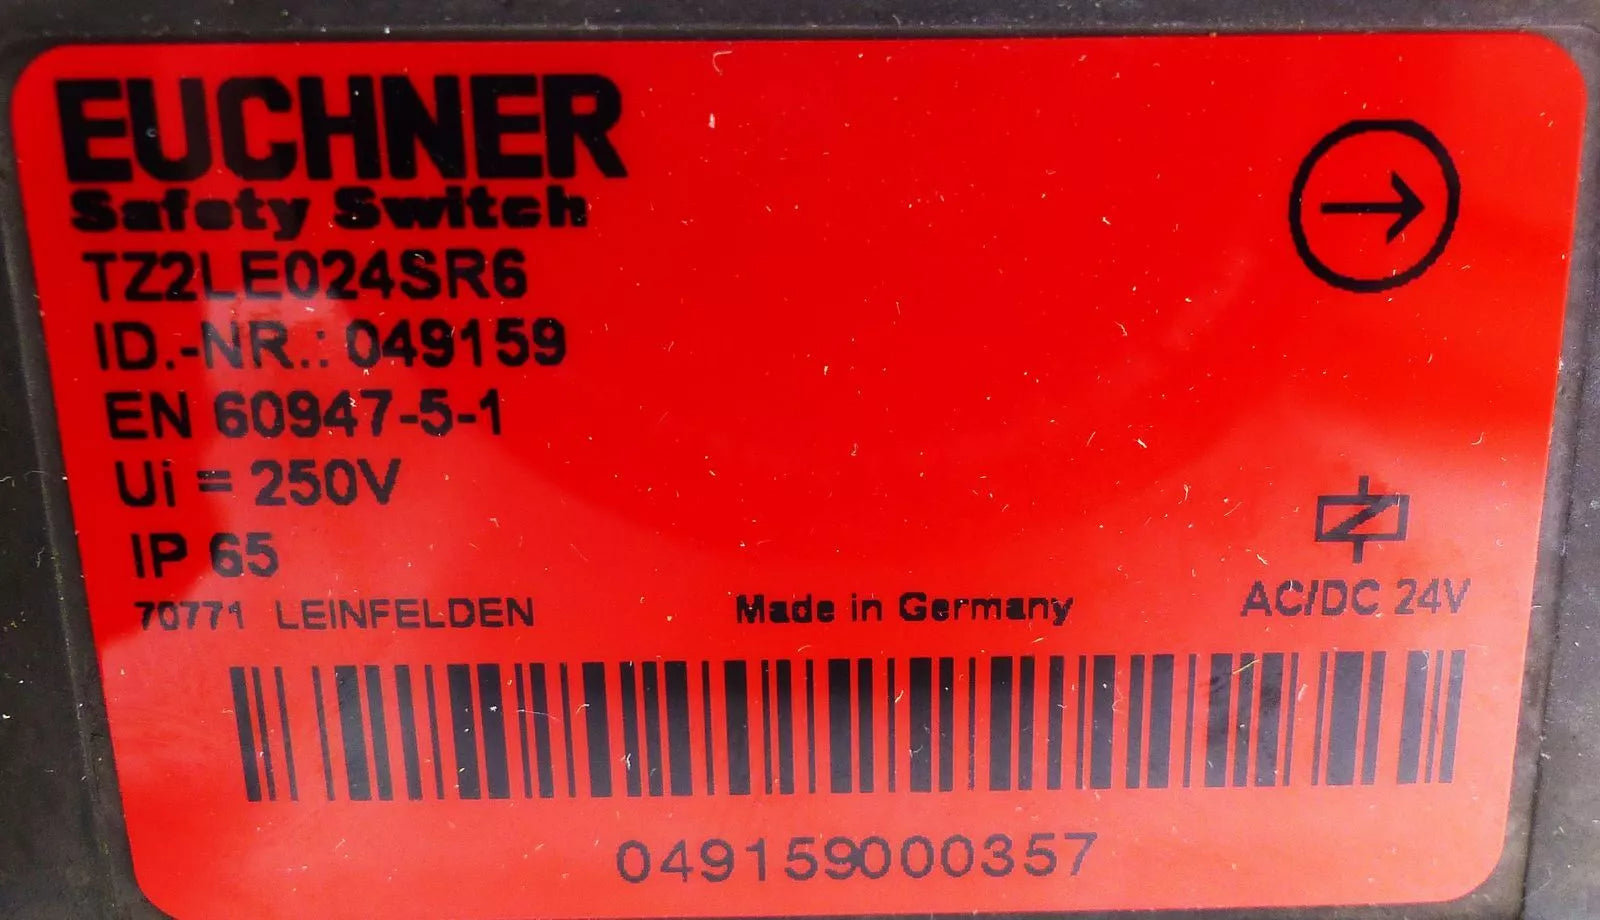 EUCHNER
Safety Switch
TZ2LE024SR6
ID.-NR.: 049159
EN 60947-5-1
Ui = 250V
IP 65
AC/DC 24V
70771 LEINFELDEN
Made in Germany
049159000357